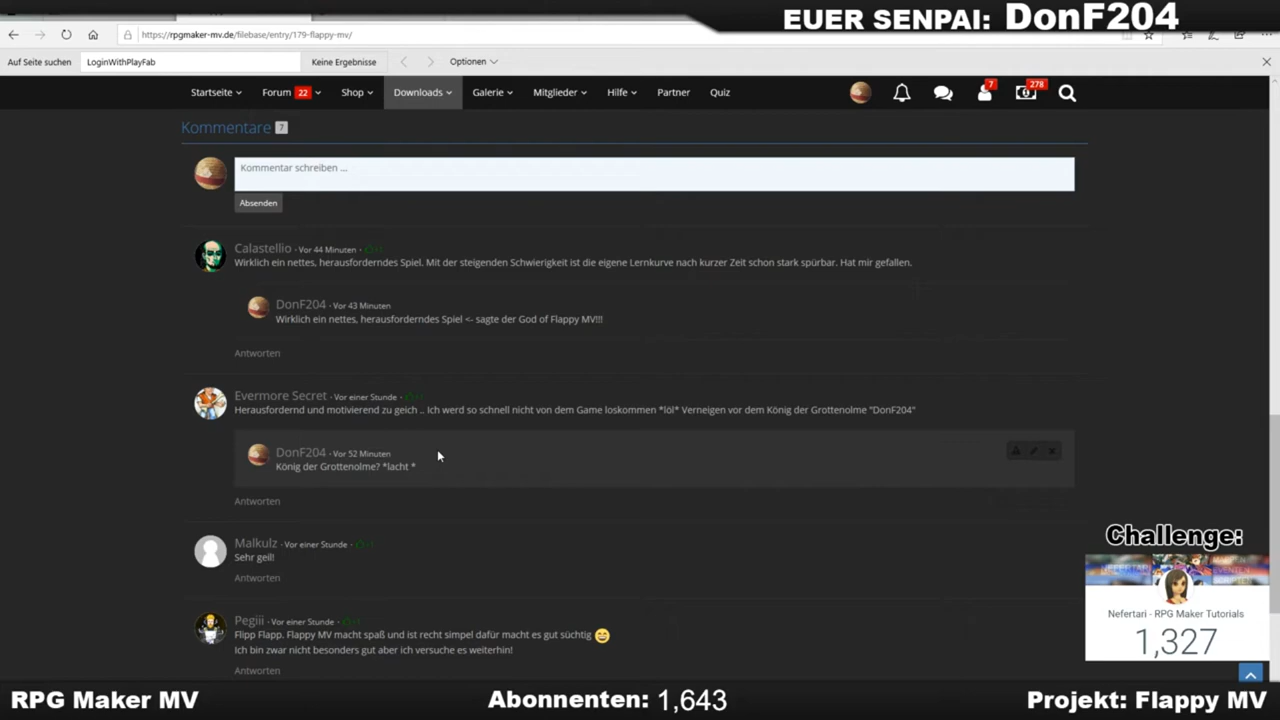 EUER SENPAI: DonF204
https://rpgmaker-mv.de/filebase/entry/179-flappy-mv/
Auf Seite suchen LoginWithPlayFab Keine Ergebnisse Optionen
Startseite Forum 22 Shop Downloads Galerie Mitglieder Hilfe Partner Quiz 7 278
Kommentare 7
Kommentar schreiben ...
Absenden
Calastellio · Vor 44 Minuten ·
Wirklich ein nettes, herausforderndes Spiel. Mit der steigenden Schwierigkeit ist die eigene Lernkurve nach kurzer Zeit schon stark spürbar. Hat mir gefallen.
DonF204 · Vor 43 Minuten
Wirklich ein nettes, herausforderndes Spiel <- sagte der God of Flappy MV!!!
Antworten
Evermore Secret · Vor einer Stunde ·
Herausfordernd und motivierend zu geich .. Ich werd so schnell nicht von dem Game loskommen *löl* Verneigen vor dem König der Grottenolme "DonF204"
DonF204 · Vor 52 Minuten
König der Grottenolme? *lacht *
Antworten
Malkulz · Vor einer Stunde ·
Sehr geil!
Antworten
Pegiii · Vor einer Stunde ·
Flipp Flapp. Flappy MV macht spaß und ist recht simpel dafür macht es gut süchtig
Ich bin zwar nicht besonders gut aber ich versuche es weiterhin!
Antworten
Challenge:
Nefertari - RPG Maker Tutorials
1,327
RPG Maker MV
Abonnenten: 1,643
Projekt: Flappy MV